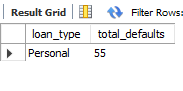 Result Grid Filter Rows:
loan_type total_defaults
Personal 55